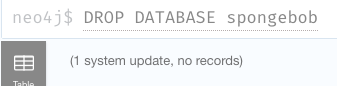 neo4j$ DROP DATABASE spongebob
(1 system update, no records)
Table